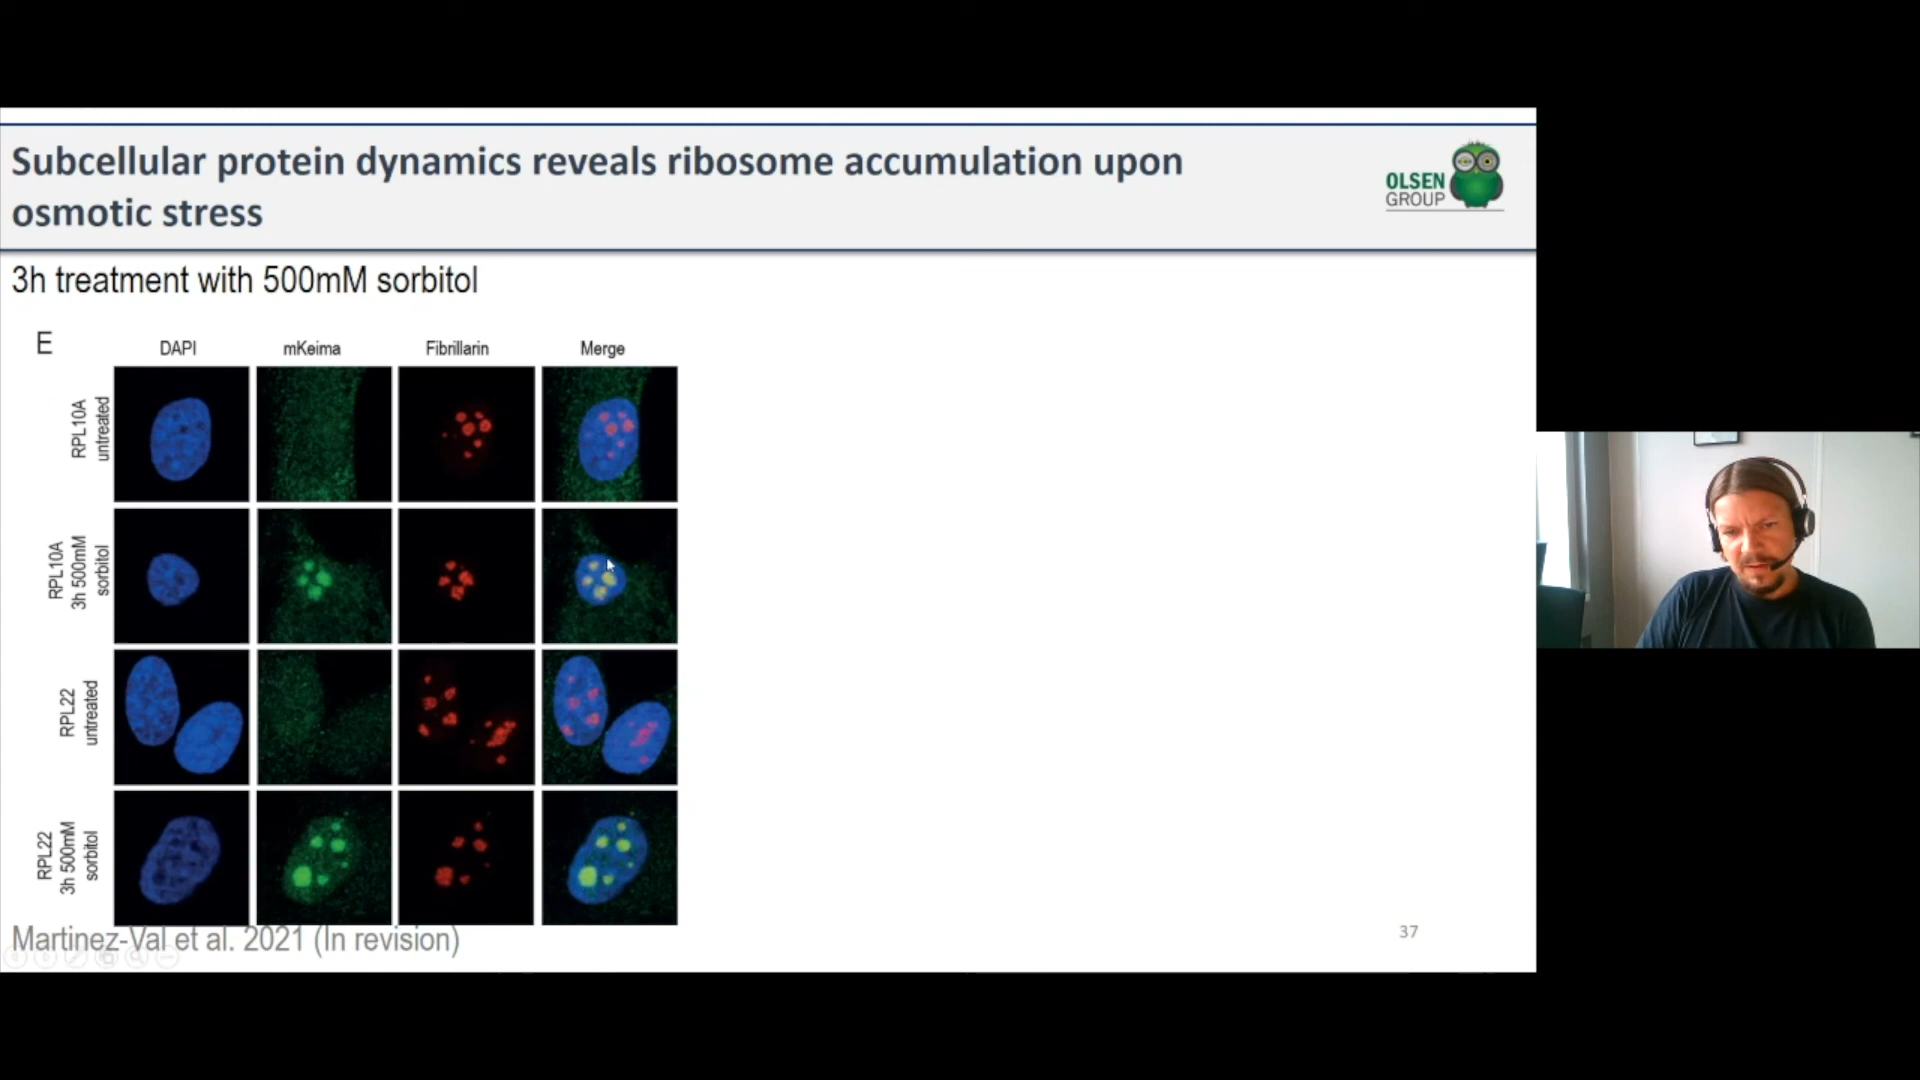 Subcellular protein dynamics reveals ribosome accumulation upon
osmotic stress
OLSEN
GROUP
3h treatment with 500mM sorbitol
E
DAPI
mKeima
Fibrillarin
Merge
RPL10A
untreated
RPL10A
3h 500mM
sorbitol
RPL22
untreated
RPL22
3h 500mM
sorbitol
Martinez-Val et al. 2021 (In revision)
37